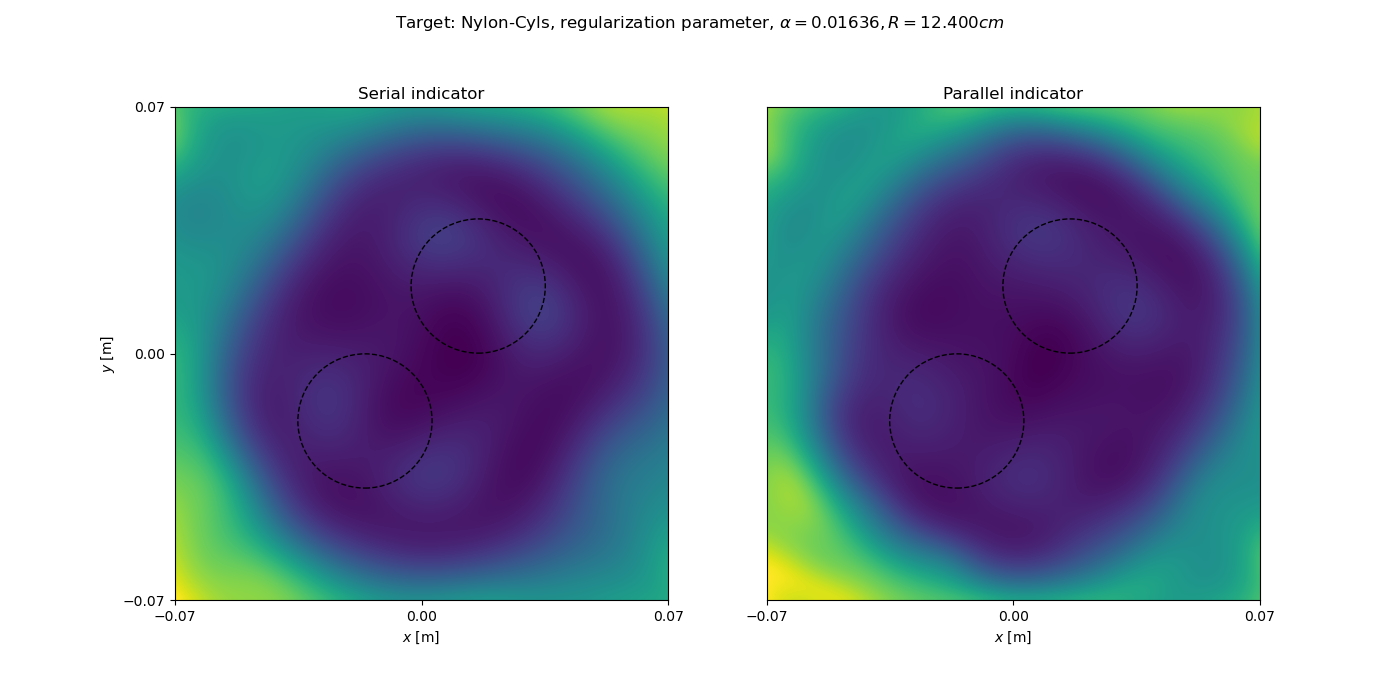 Target: Nylon-Cyls, regularization parameter, α = 0.01636, R = 12.400cm
Serial indicator
Parallel indicator
0.07
0.00
−0.07
y [m]
−0.07
0.00
0.07
−0.07
0.00
0.07
x [m]
x [m]